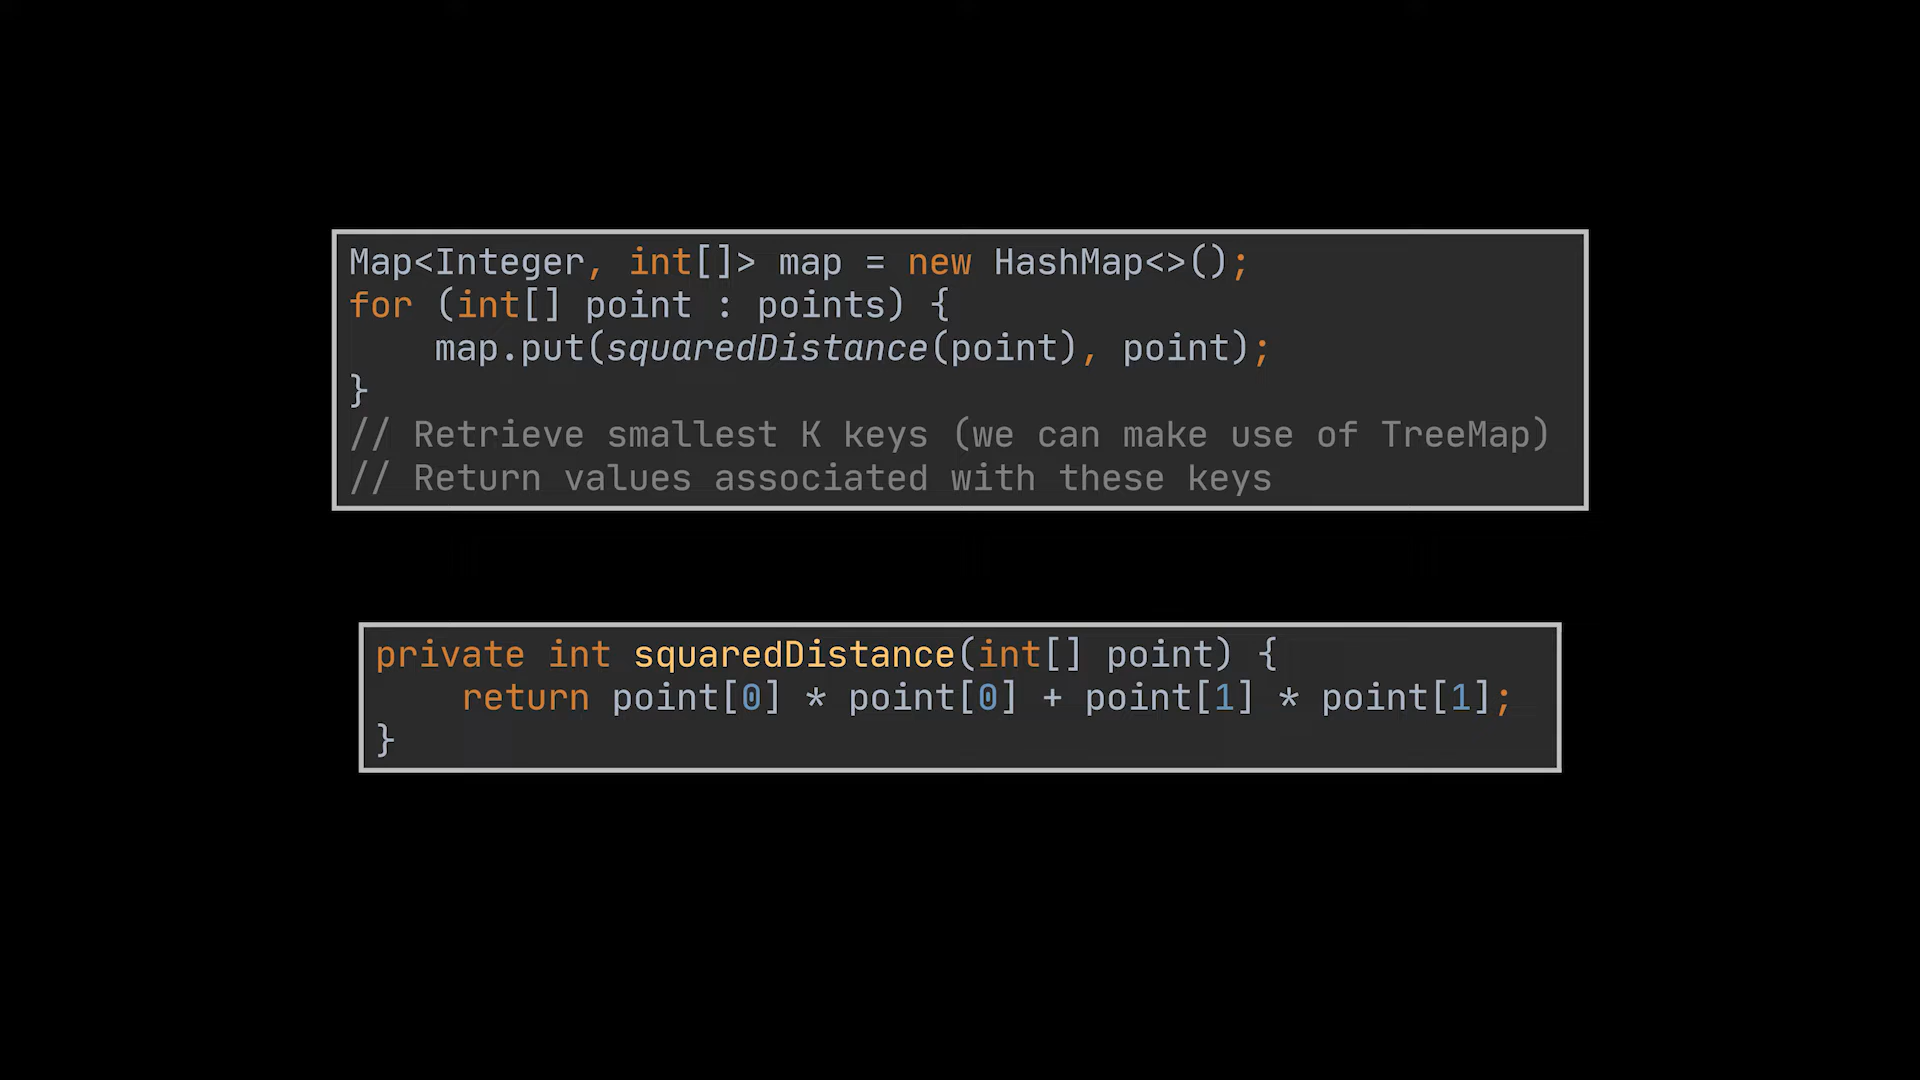 Map<Integer, int[]> map = new HashMap<>();
for (int[] point : points) {
    map.put(squaredDistance(point), point);
}
// Retrieve smallest K keys (we can make use of TreeMap)
// Return values associated with these keys
private int squaredDistance(int[] point) {
    return point[0] * point[0] + point[1] * point[1];
}